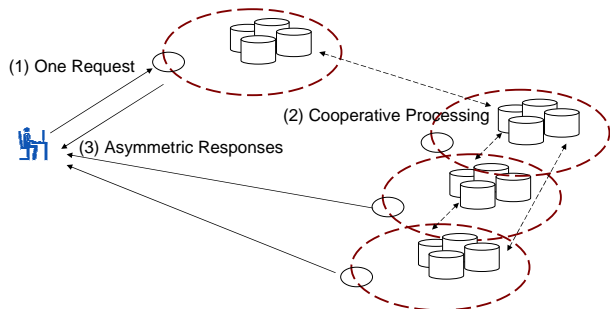 (1) One Request
(2) Cooperative Processing
(3) Asymmetric Responses